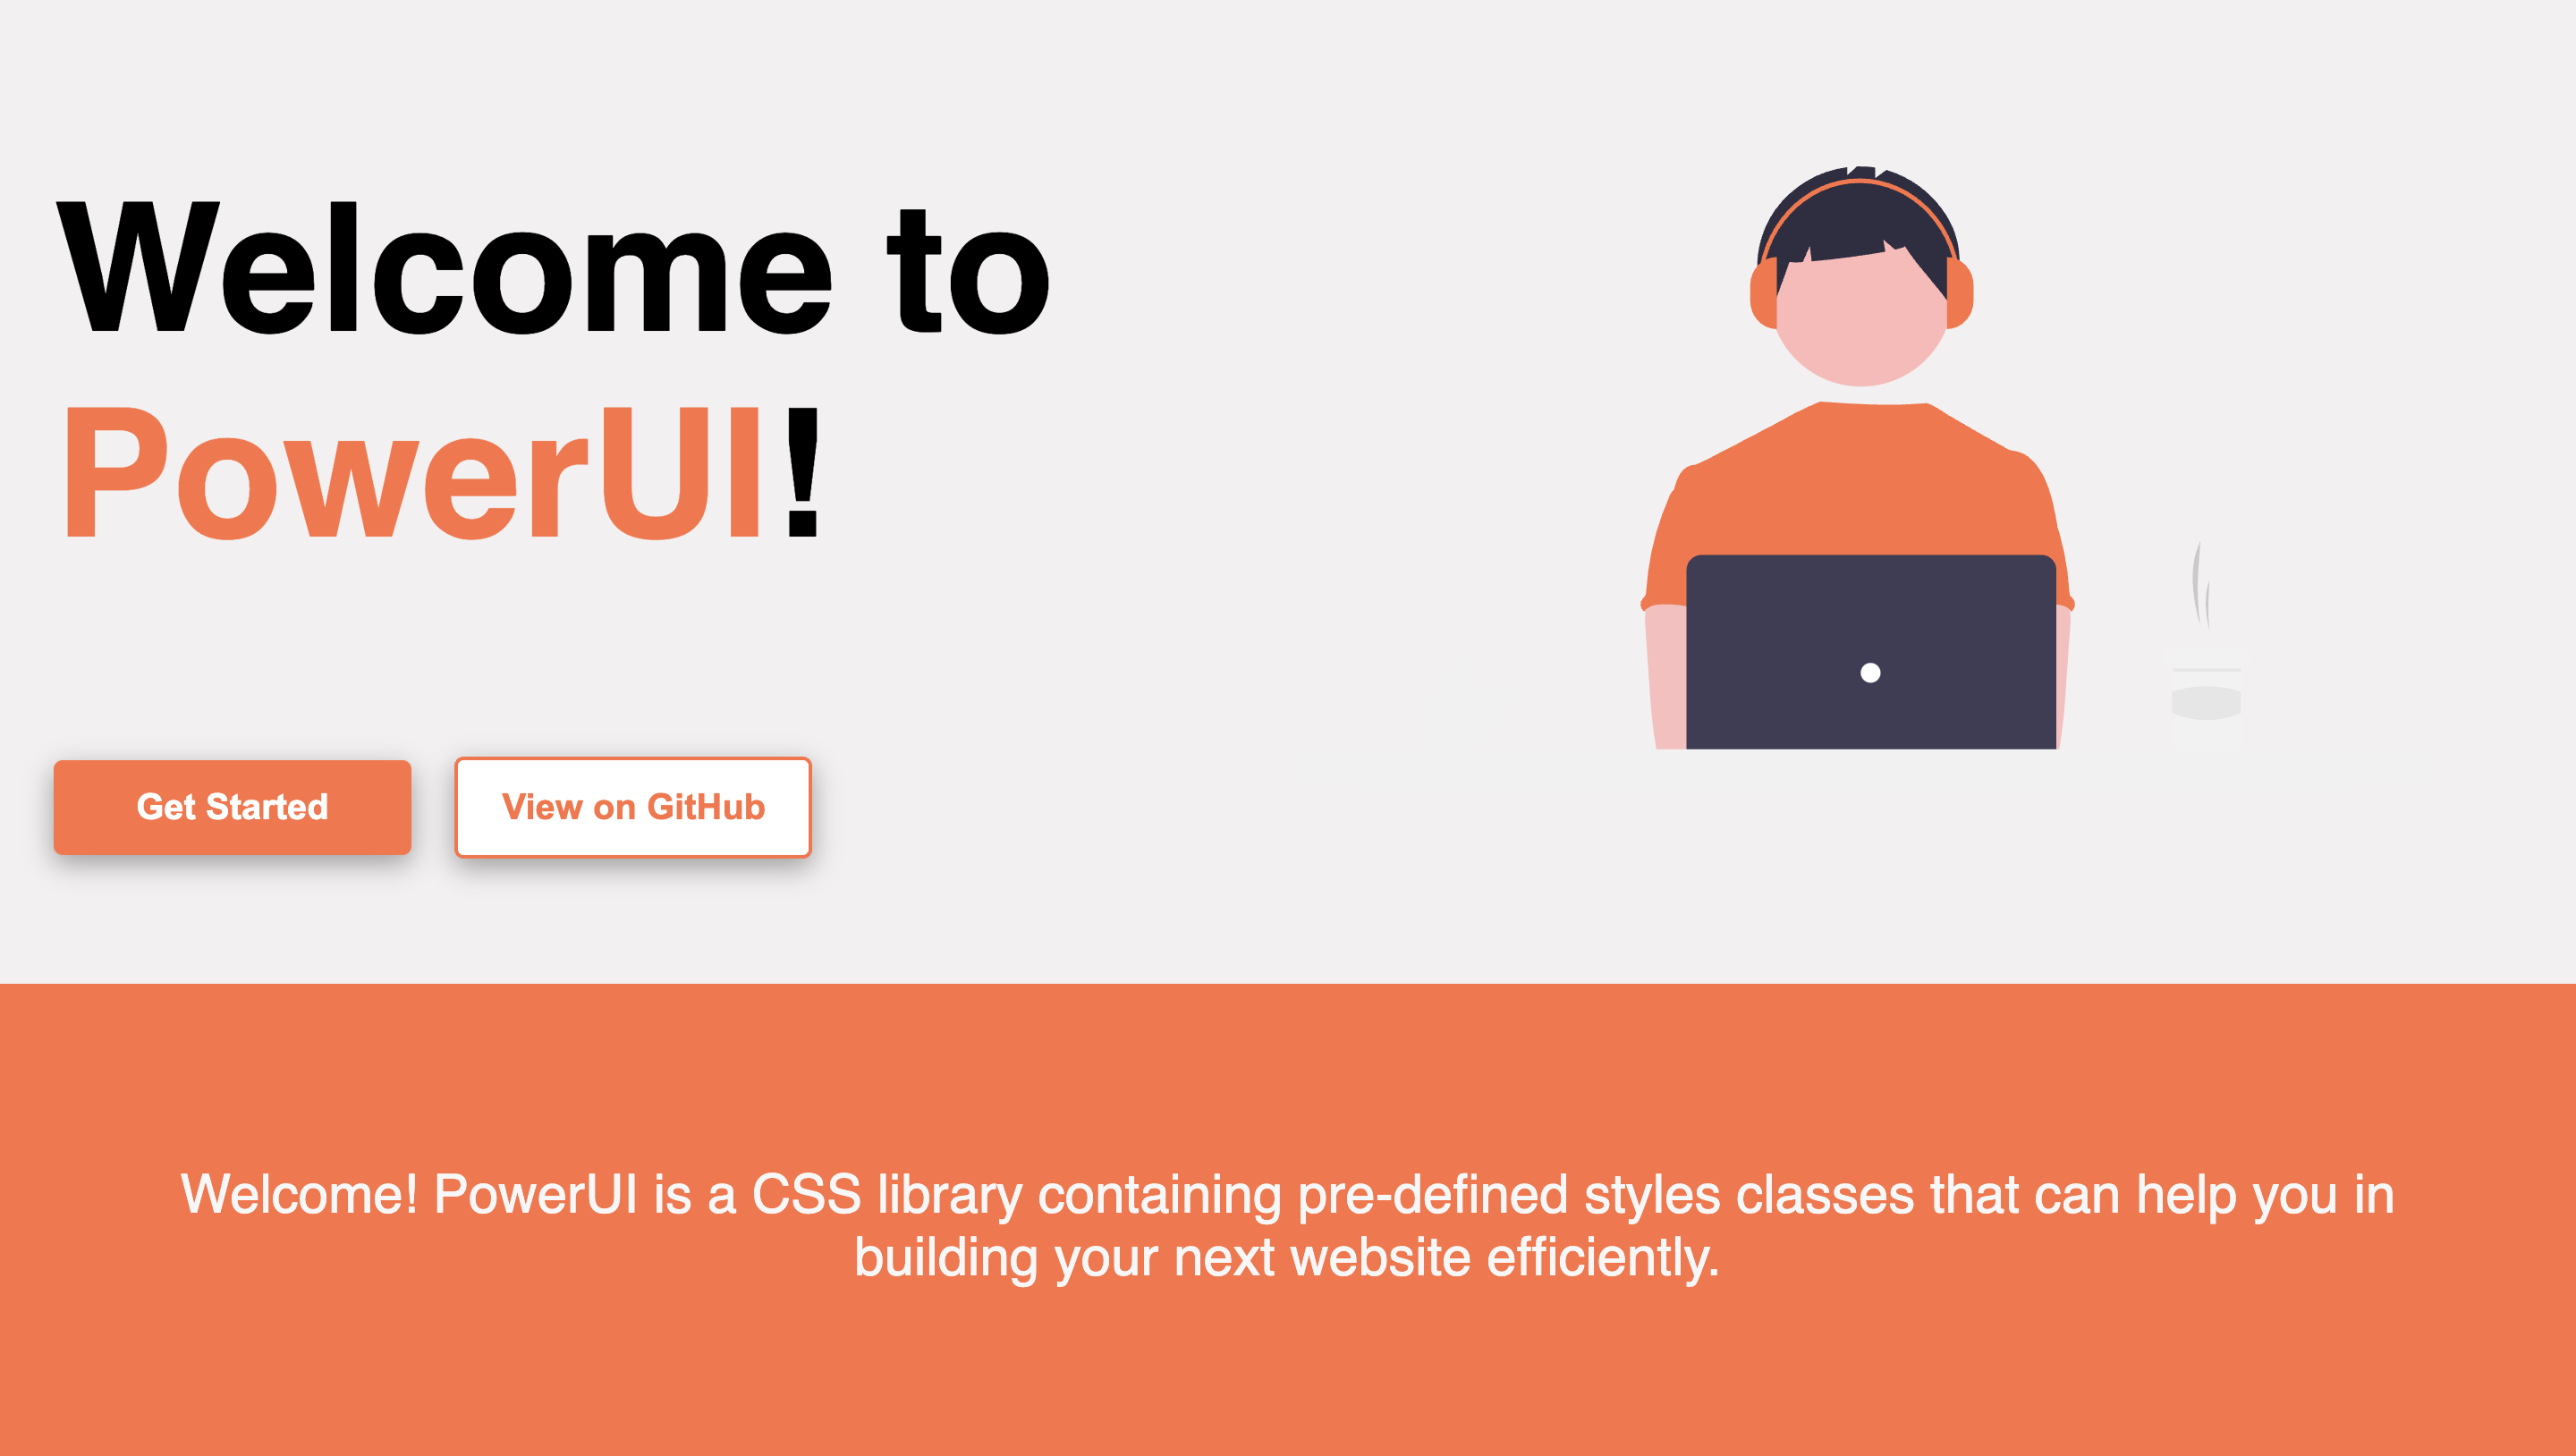 Welcome to
PowerUI!
Get Started
View on GitHub
Welcome! PowerUI is a CSS library containing pre-defined styles classes that can help you in
building your next website efficiently.